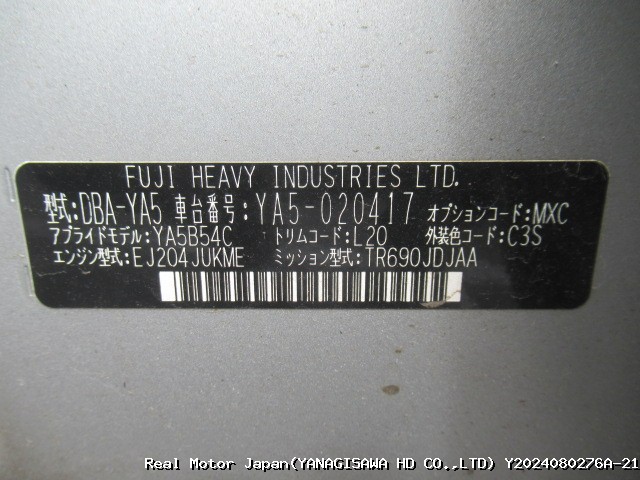 FUJI HEAVY INDUSTRIES LTD.
型式:DBA-YA5 車台番号:YA5-020417 オプションコード:MXC
アプライドモデル:YA5B54C トリムコード:L20 外装色コード:C3S
エンジン型式:EJ204JUKME ミッション型式:TR690JDJAA
Real Motor Japan(YANAGISAWA HD CO.,LTD) Y2024080276A-21